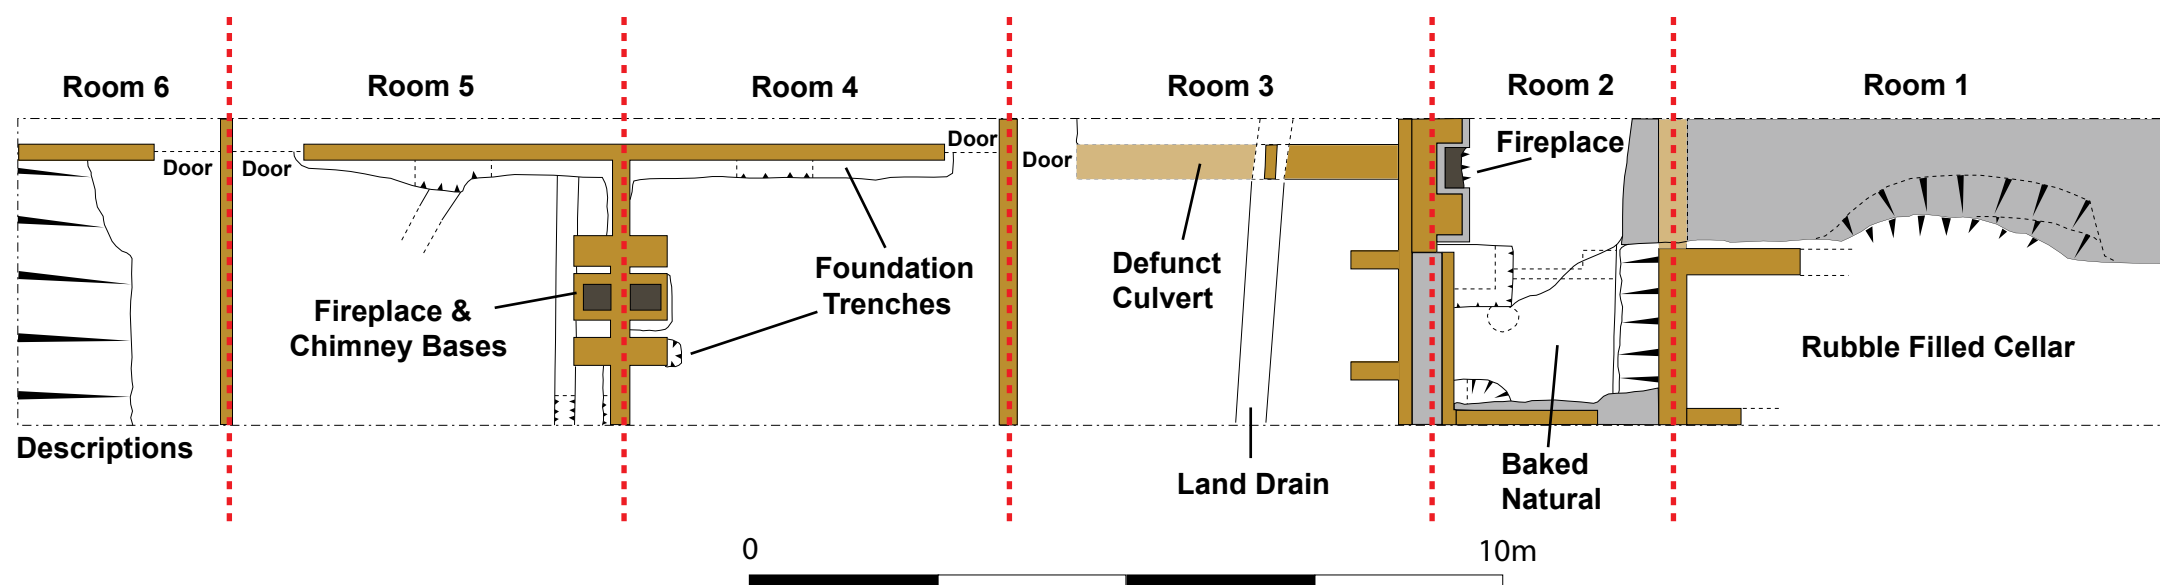 Room 6
Room 5
Room 4
Room 3
Room 2
Room 1
Door
Door
Door
Door
Fireplace
Fireplace &
Chimney Bases
Foundation
Trenches
Defunct
Culvert
Rubble Filled Cellar
Descriptions
Land Drain
Baked
Natural
0
10m